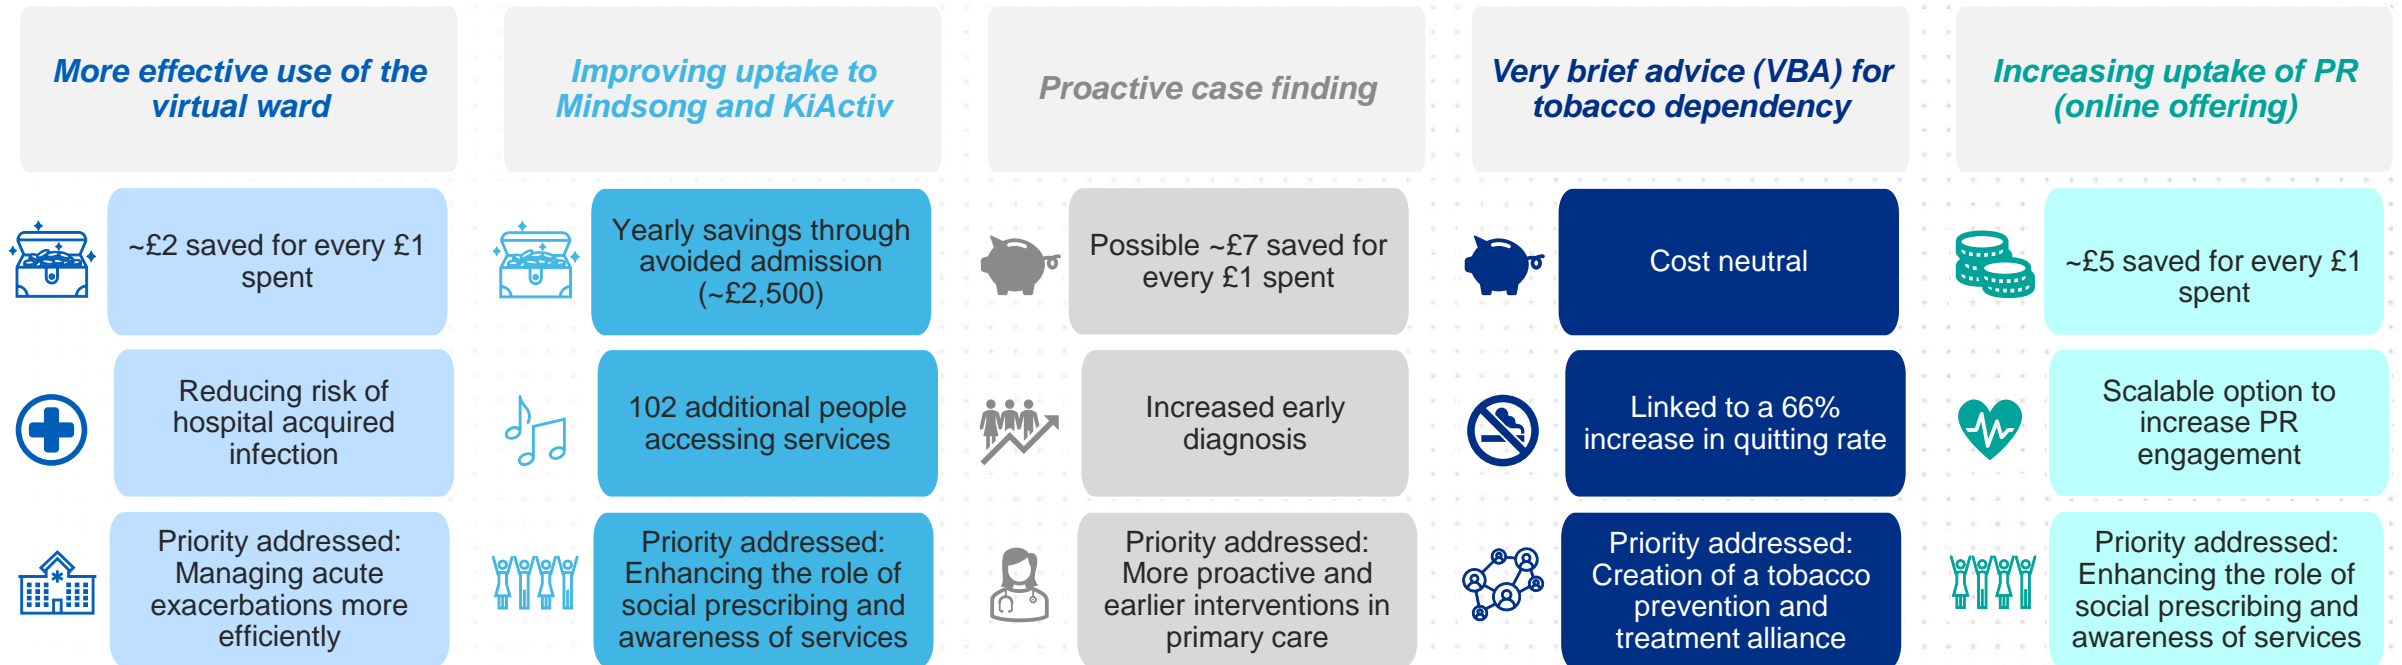 More effective use of the
virtual ward
Improving uptake to
Mindsong and KiActiv
Proactive case finding
Very brief advice (VBA) for
tobacco dependency
Increasing uptake of PR
(online offering)
~£2 saved for every £1
spent
Yearly savings through
avoided admission
(~£2,500)
Possible ~£7 saved for
every £1 spent
Cost neutral
~£5 saved for every £1
spent
Reducing risk of
hospital acquired
infection
102 additional people
accessing services
Increased early
diagnosis
Linked to a 66%
increase in quitting rate
Scalable option to
increase PR
engagement
Priority addressed:
Managing acute
exacerbations more
efficiently
Priority addressed:
Enhancing the role of
social prescribing and
awareness of services
Priority addressed:
More proactive and
earlier interventions in
primary care
Priority addressed:
Creation of a tobacco
prevention and
treatment alliance
Priority addressed:
Enhancing the role of
social prescribing and
awareness of services